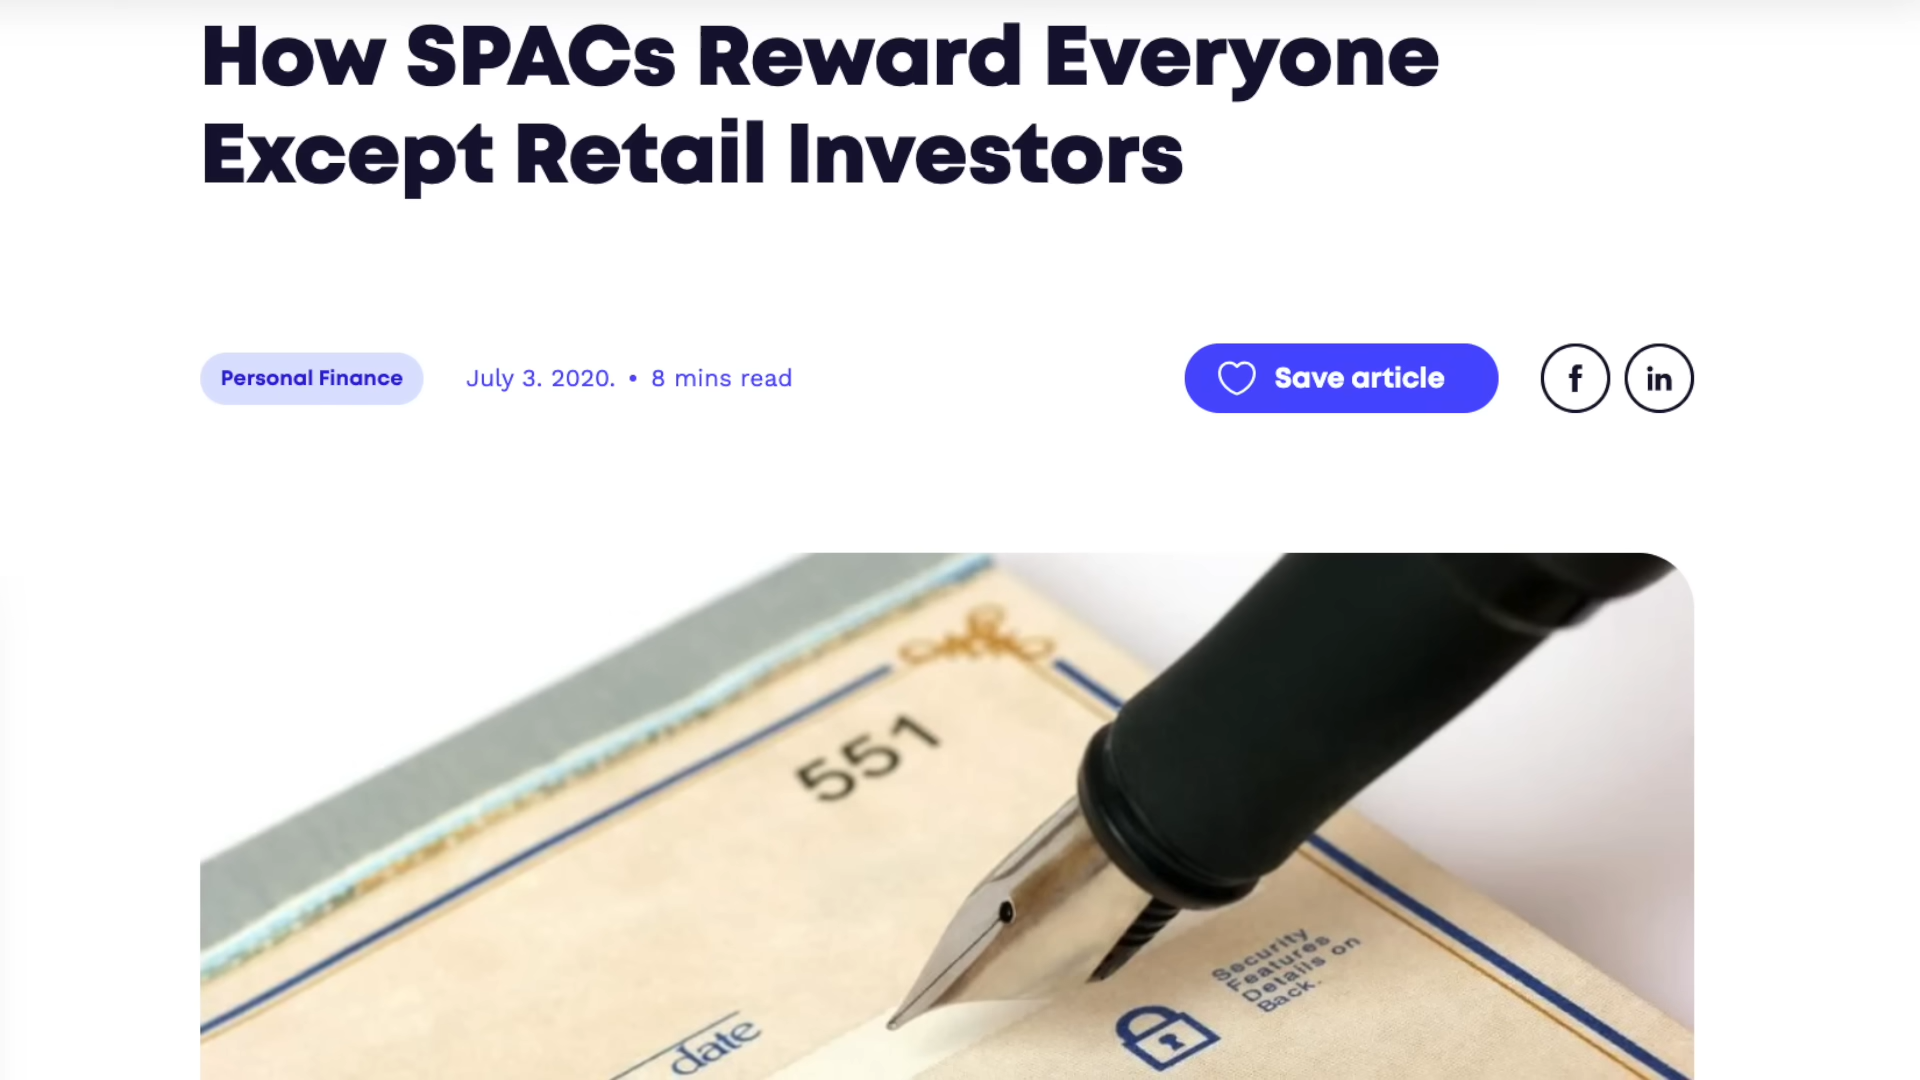 How SPACs Reward Everyone
Except Retail Investors
Personal Finance
July 3. 2020. • 8 mins read
Save article
f
in
551
Security
Features
Details on
Back.
date